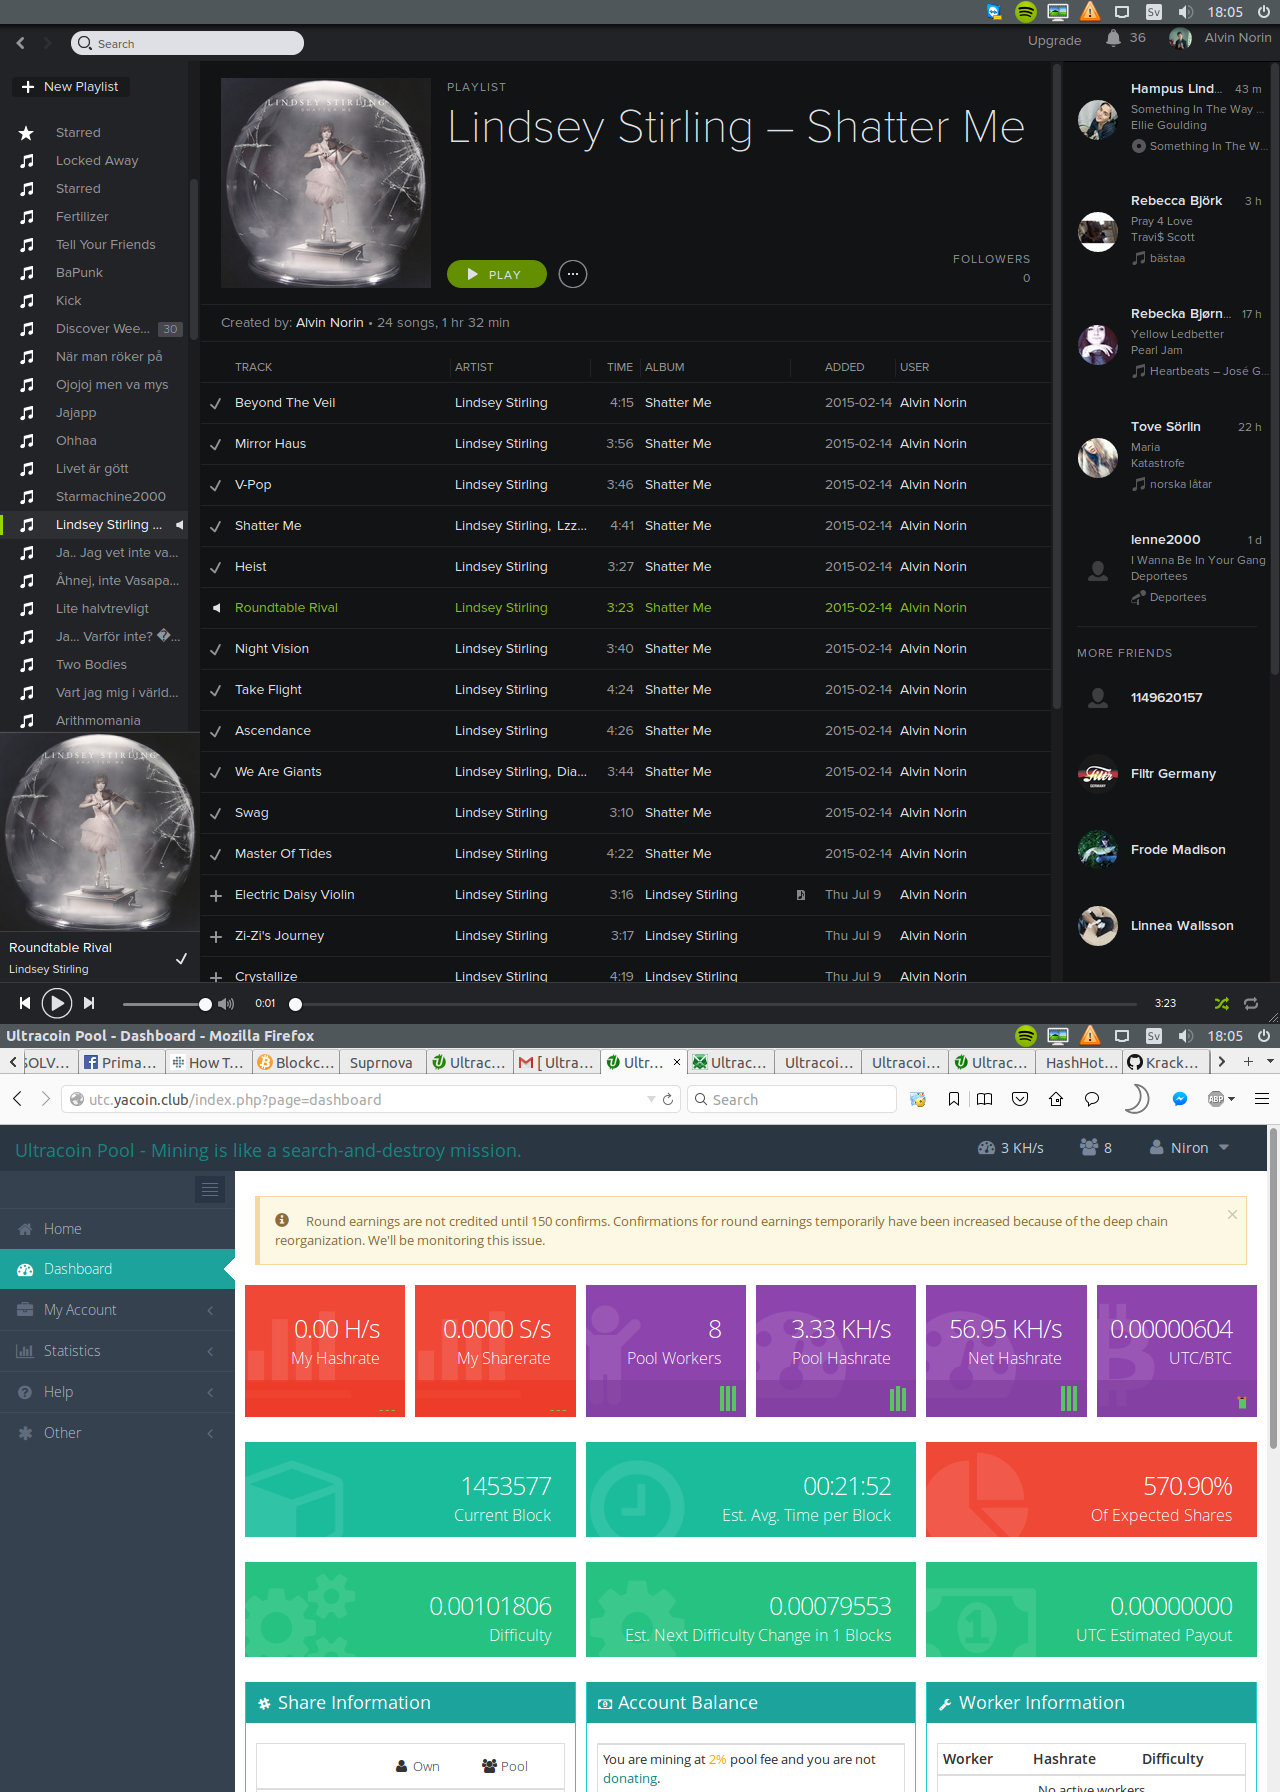 Sv 18:05
Search
Upgrade 36 Alvin Norin
New Playlist
Starred
Locked Away
Starred
Fertilizer
Tell Your Friends
BaPunk
Kick
Discover Wee... 30
När man röker på
Ojojoj men va mys
Jajapp
Ohhaa
Livet är gött
Starmachine2000
Lindsey Stirling ...
Ja.. Jag vet inte va...
Åhnej, inte Vasapa...
Lite halvtrevligt
Ja... Varför inte? �...
Two Bodies
Vart jag mig i värld...
Arithmomania
LINDSEY STIRLING
SHATTER ME
PLAYLIST
Lindsey Stirling – Shatter Me
PLAY
FOLLOWERS
0
Created by: Alvin Norin • 24 songs, 1 hr 32 min
TRACK ARTIST TIME ALBUM ADDED USER
Beyond The Veil Lindsey Stirling 4:15 Shatter Me 2015-02-14 Alvin Norin
Mirror Haus Lindsey Stirling 3:56 Shatter Me 2015-02-14 Alvin Norin
V-Pop Lindsey Stirling 3:46 Shatter Me 2015-02-14 Alvin Norin
Shatter Me Lindsey Stirling, Lzz... 4:41 Shatter Me 2015-02-14 Alvin Norin
Heist Lindsey Stirling 3:27 Shatter Me 2015-02-14 Alvin Norin
Roundtable Rival Lindsey Stirling 3:23 Shatter Me 2015-02-14 Alvin Norin
Night Vision Lindsey Stirling 3:40 Shatter Me 2015-02-14 Alvin Norin
Take Flight Lindsey Stirling 4:24 Shatter Me 2015-02-14 Alvin Norin
Ascendance Lindsey Stirling 4:26 Shatter Me 2015-02-14 Alvin Norin
We Are Giants Lindsey Stirling, Dia... 3:44 Shatter Me 2015-02-14 Alvin Norin
Swag Lindsey Stirling 3:10 Shatter Me 2015-02-14 Alvin Norin
Master Of Tides Lindsey Stirling 4:22 Shatter Me 2015-02-14 Alvin Norin
Electric Daisy Violin Lindsey Stirling 3:16 Lindsey Stirling Thu Jul 9 Alvin Norin
Zi-Zi's Journey Lindsey Stirling 3:17 Lindsey Stirling Thu Jul 9 Alvin Norin
Crystallize Lindsey Stirling 4:19 Lindsey Stirling Thu Jul 9 Alvin Norin
Hampus Lind... 43 m
Something In The Way ...
Ellie Goulding
Something In The W...
Rebecca Björk 3 h
Pray 4 Love
Travi$ Scott
bästaa
Rebecka Bjørn... 17 h
Yellow Ledbetter
Pearl Jam
Heartbeats – José G...
Tove Sörlin 22 h
Maria
Katastrofe
norska låtar
lenne2000 1 d
I Wanna Be In Your Gang
Deportees
Deportees
MORE FRIENDS
1149620157
Filtr Germany
Frode Madison
Linnea Wallsson
LINDSEY STIRLING
SHATTER ME
Roundtable Rival
Lindsey Stirling
0:01 3:23
Ultracoin Pool - Dashboard - Mozilla Firefox Sv 18:05
SOLV... Prima... How T... Blockc... Suprnova Ultrac... [ Ultra... Ultr... Ultrac... Ultracoi... Ultracoi... Ultrac... HashHot... Krack...
utc.yacoin.club/index.php?page=dashboard Search ABP
Ultracoin Pool - Mining is like a search-and-destroy mission. 3 KH/s 8 Niron
Home
Dashboard
My Account
Statistics
Help
Other
Round earnings are not credited until 150 confirms. Confirmations for round earnings temporarily have been increased because of the deep chain
reorganization. We'll be monitoring this issue.
0.00 H/s 0.0000 S/s 8 3.33 KH/s 56.95 KH/s 0.00000604
My Hashrate My Sharerate Pool Workers Pool Hashrate Net Hashrate UTC/BTC
1453577 00:21:52 570.90%
Current Block Est. Avg. Time per Block Of Expected Shares
0.00101806 0.00079553 0.00000000
Difficulty Est. Next Difficulty Change in 1 Blocks UTC Estimated Payout
Share Information Account Balance Worker Information
Own Pool
You are mining at 2% pool fee and you are not
donating.
Worker Hashrate Difficulty
No active workers